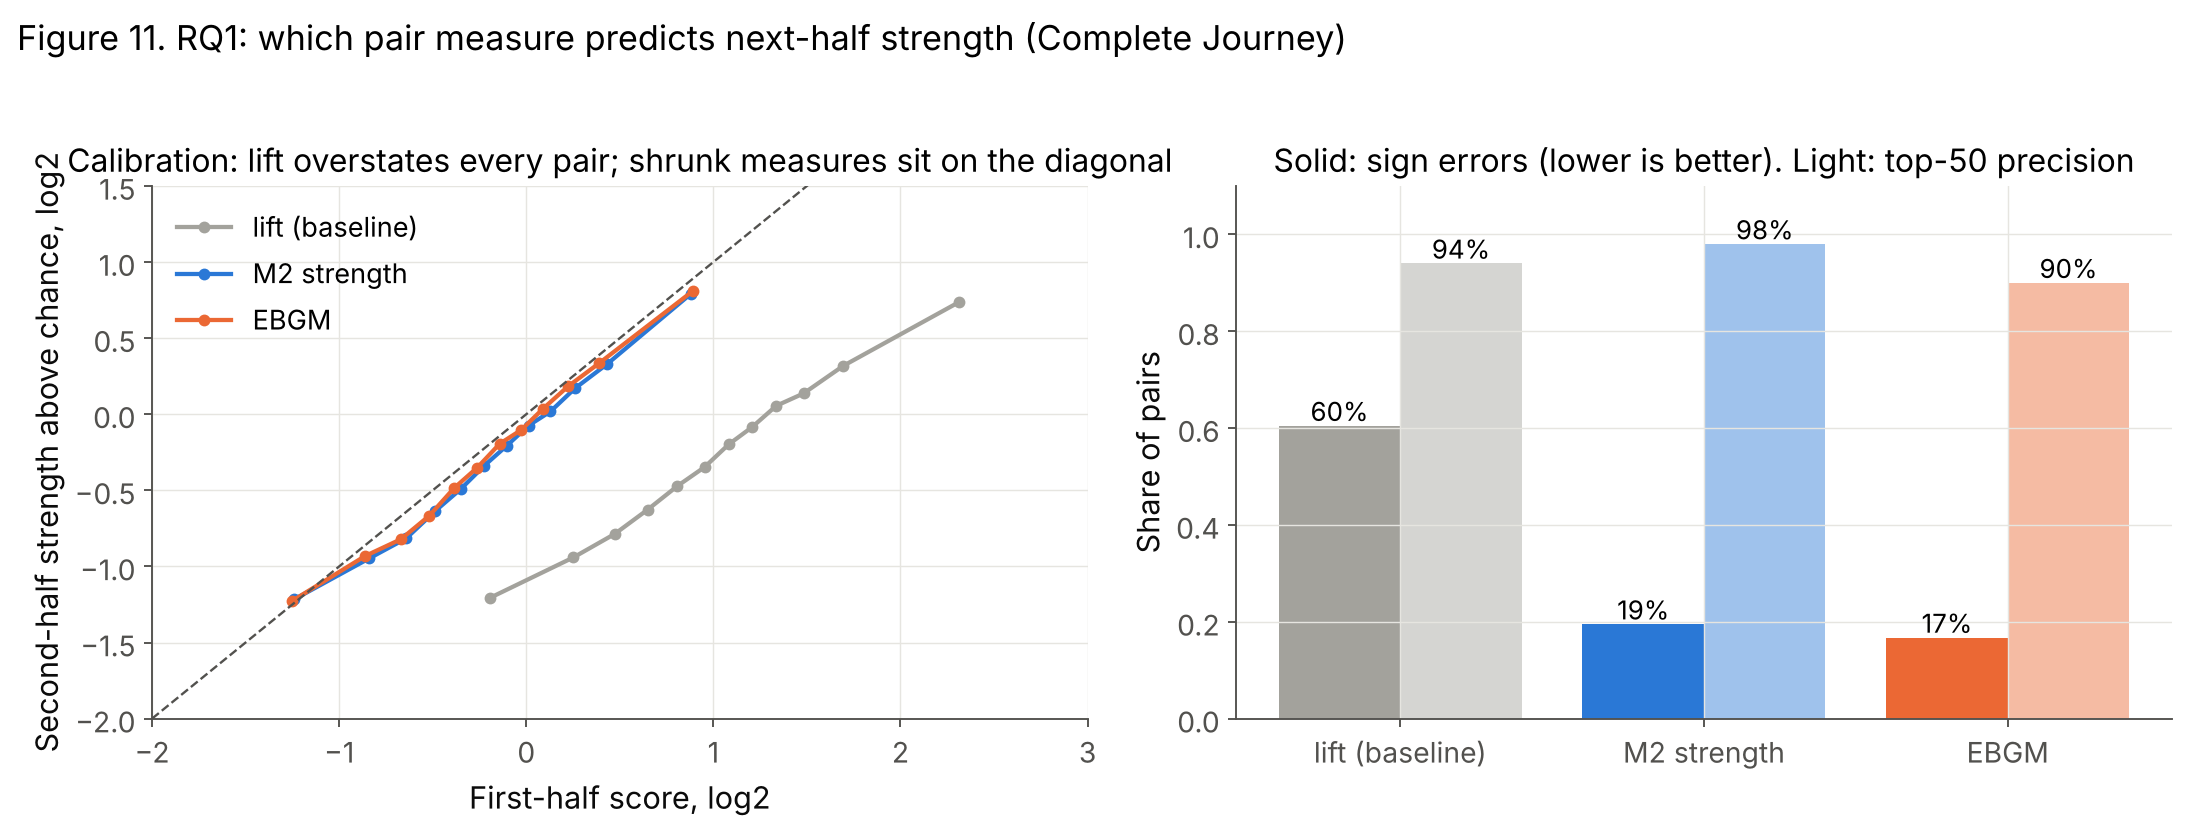 Figure 11. RQ1: which pair measure predicts next-half strength (Complete Journey)
Calibration: lift overstates every pair; shrunk measures sit on the diagonal
Second-half strength above chance, log2
1.5
1.0
0.5
0.0
−0.5
−1.0
−1.5
−2.0
lift (baseline)
M2 strength
EBGM
−2
−1
0
1
2
3
First-half score, log2
Solid: sign errors (lower is better). Light: top-50 precision
Share of pairs
1.0
0.8
0.6
0.4
0.2
0.0
60%
94%
19%
98%
17%
90%
lift (baseline)
M2 strength
EBGM